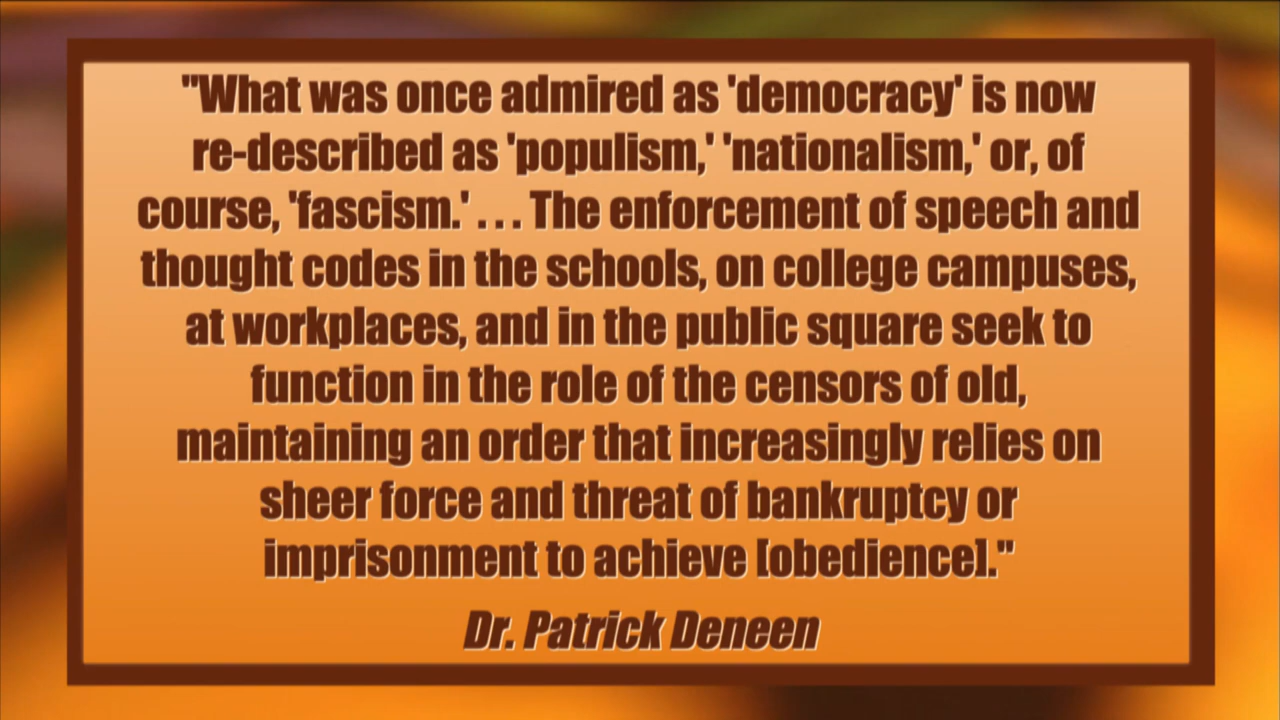 "What was once admired as 'democracy' is now
re-described as 'populism,' 'nationalism,' or, of
course, 'fascism.' . . . The enforcement of speech and
thought codes in the schools, on college campuses,
at workplaces, and in the public square seek to
function in the role of the censors of old,
maintaining an order that increasingly relies on
sheer force and threat of bankruptcy or
imprisonment to achieve [obedience]."
Dr. Patrick Deneen